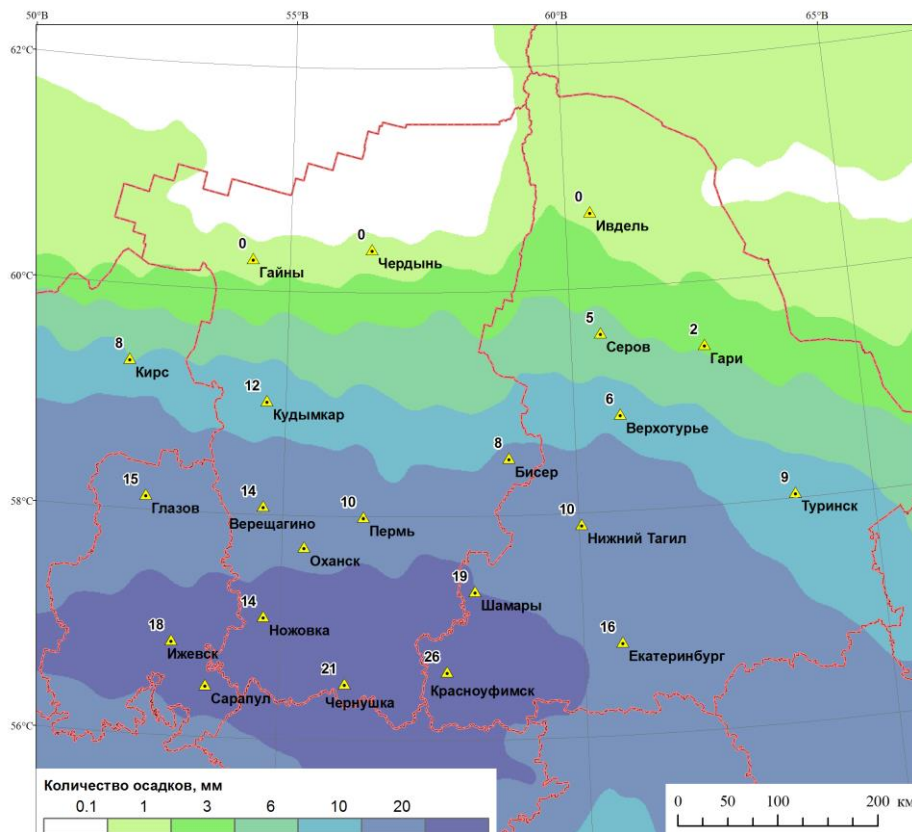 50°В 55°В 60°В 65°В
62°С
0
Ивдель
0
Чердынь
0
Гайны
60°С
5
Серов
2
Гари
8
Кирс
12
Кудымкар
6
Верхотурье
8
Бисер
15
Глазов
14
Верещагино
10
Пермь
10
Нижний Тагил
9
Туринск
58°С
Оханск
19
Шамары
14
Ножовка
18
Ижевск
16
Екатеринбург
26
Красноуфимск
21
Чернушка
Сарапул
56°С
Количество осадков, мм
0.1 1 3 6 10 20
0 50 100 200 км